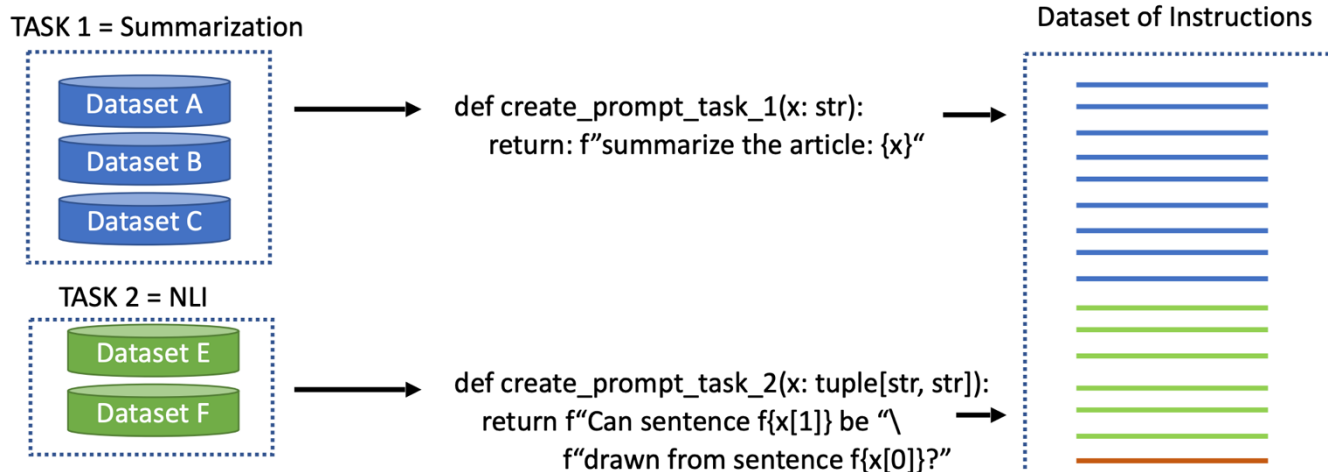 TASK 1 = Summarization
Dataset A
Dataset B
Dataset C
def create_prompt_task_1(x: str):
return: f”summarize the article: {x}“
Dataset of Instructions
TASK 2 = NLI
Dataset E
Dataset F
def create_prompt_task_2(x: tuple[str, str]):
return f“Can sentence f{x[1]} be “\
f“drawn from sentence f{x[0]}?”